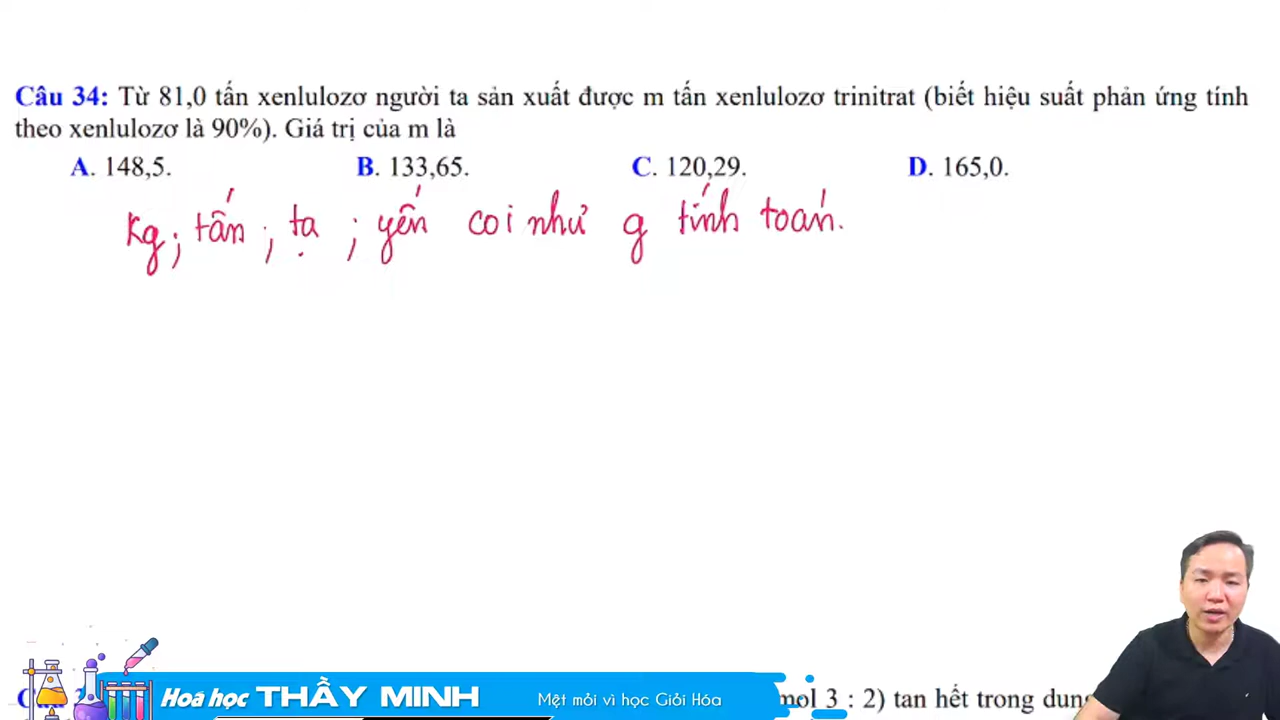 Câu 34: Từ 81,0 tấn xenlulozơ người ta sản xuất được m tấn xenlulozơ trinitrat (biết hiệu suất phản ứng tính
theo xenlulozơ là 90%). Giá trị của m là
A. 148,5. B. 133,65. C. 120,29. D. 165,0.
Kg; tấn; tạ; yến coi như g tính toán.
mol 3 : 2) tan hết trong dung
Hoá học THẦY MINH Mệt mỏi vì học Giỏi Hóa